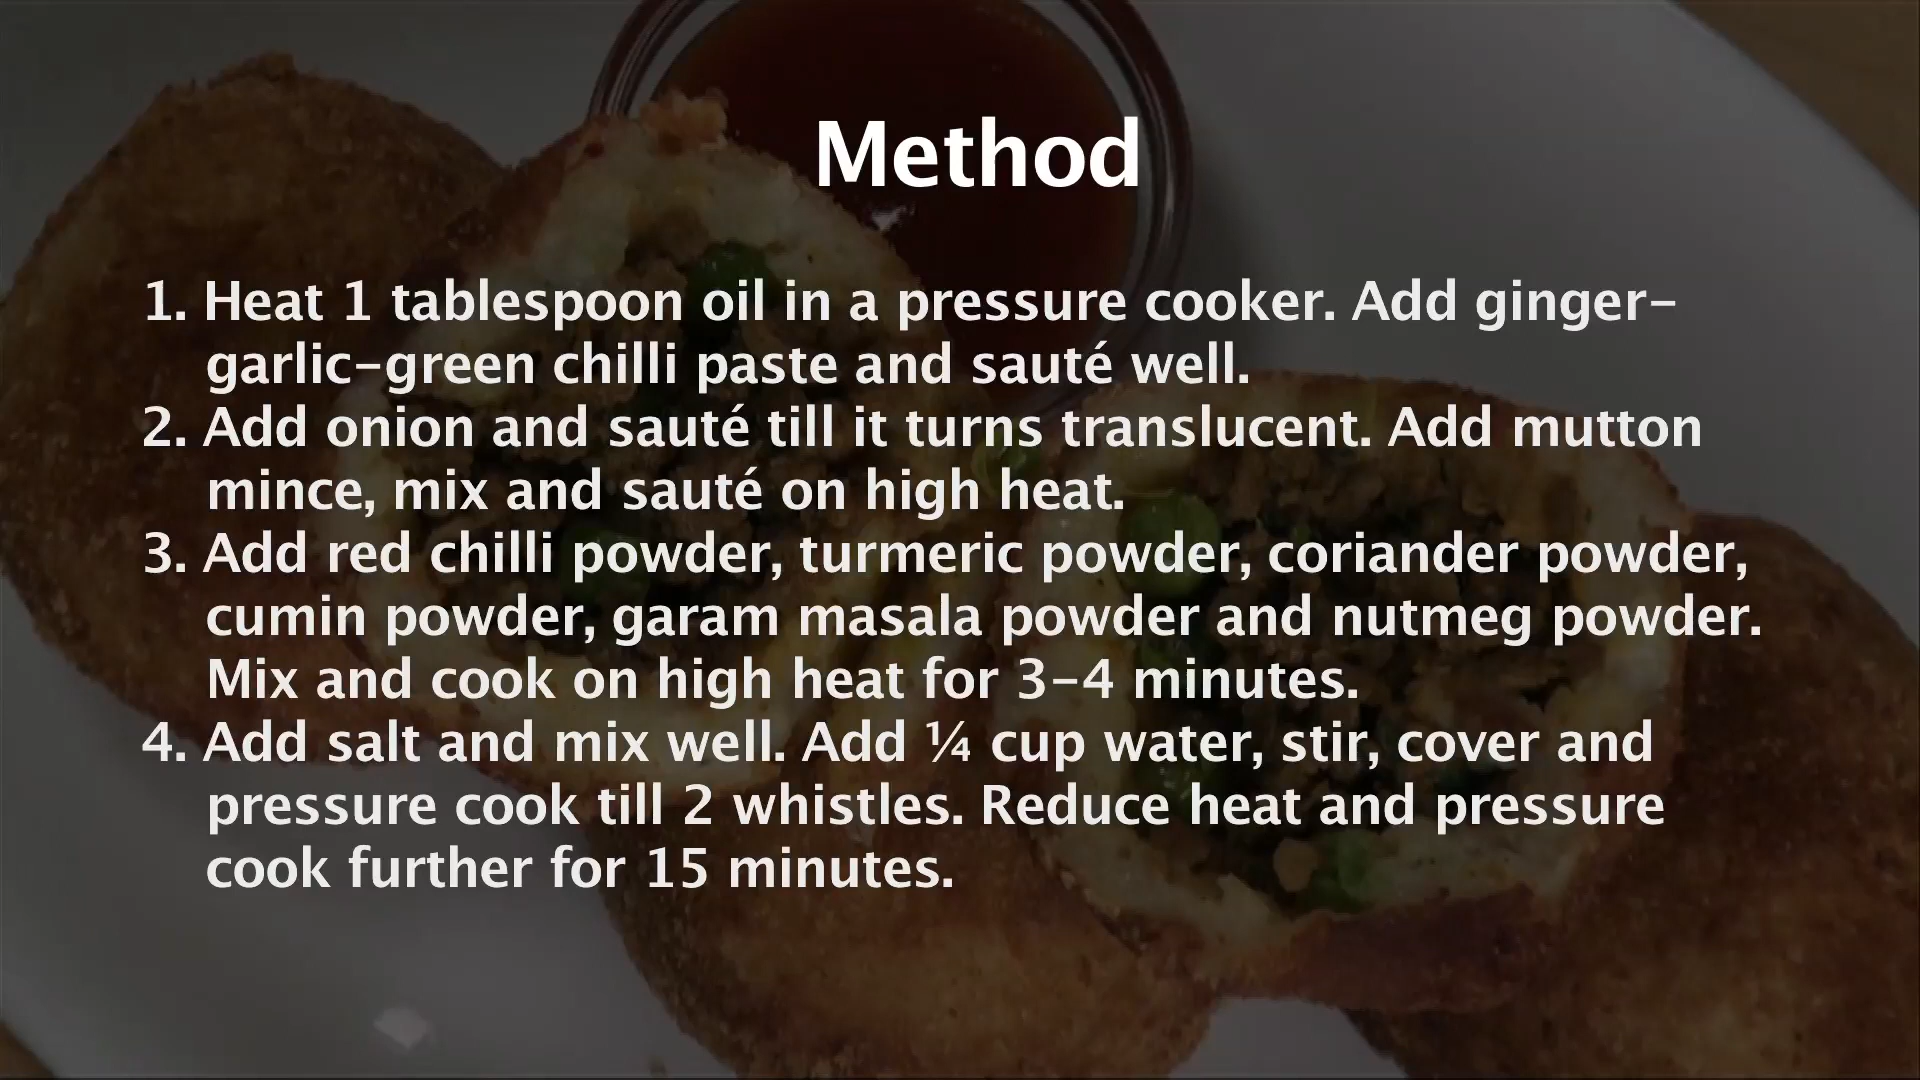 Method
1. Heat 1 tablespoon oil in a pressure cooker. Add ginger-
garlic-green chilli paste and sauté well.
2. Add onion and sauté till it turns translucent. Add mutton
mince, mix and sauté on high heat.
3. Add red chilli powder, turmeric powder, coriander powder,
cumin powder, garam masala powder and nutmeg powder.
Mix and cook on high heat for 3-4 minutes.
4. Add salt and mix well. Add ¼ cup water, stir, cover and
pressure cook till 2 whistles. Reduce heat and pressure
cook further for 15 minutes.